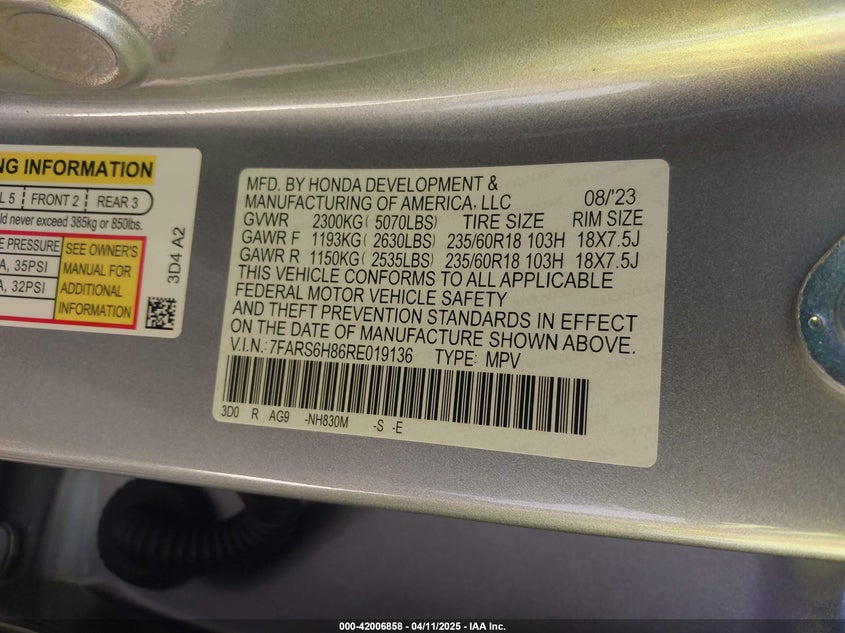 NG INFORMATION
L 5 FRONT 2 REAR 3
ld never exceed 385kg or 850lbs.
E PRESSURE
A, 35PSI
A, 32PSI
SEE OWNER'S
MANUAL FOR
ADDITIONAL
INFORMATION
3D4 A2
MFD. BY HONDA DEVELOPMENT &
MANUFACTURING OF AMERICA, LLC 08/'23
GVWR 2300KG( 5070LBS) TIRE SIZE RIM SIZE
GAWR F 1193KG( 2630LBS) 235/60R18 103H 18X7.5J
GAWR R 1150KG( 2535LBS) 235/60R18 103H 18X7.5J
THIS VEHICLE CONFORMS TO ALL APPLICABLE
FEDERAL MOTOR VEHICLE SAFETY
AND THEFT PREVENTION STANDARDS IN EFFECT
ON THE DATE OF MANUFACTURE SHOWN ABOVE.
V.I.N.: 7FARS6H86RE019136 TYPE: MPV
3D0 R AG9 -NH830M -S -E
000-42006858 - 04/11/2025 - IAA Inc.